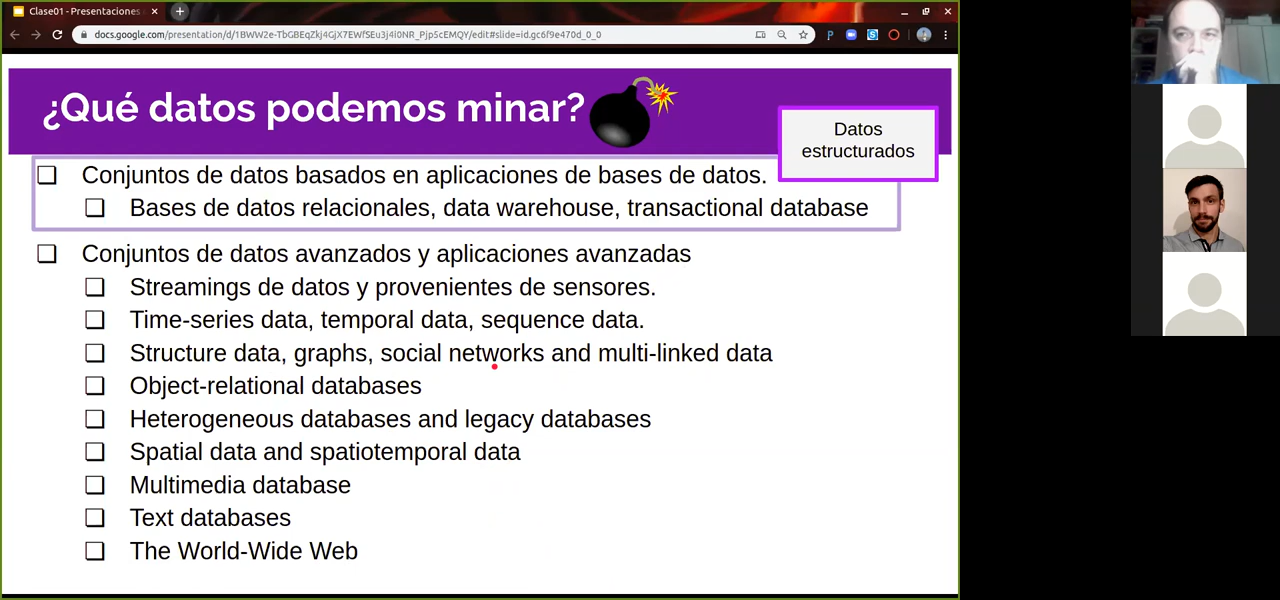 Clase01 - Presentaciones
docs.google.com/presentation/d/1BWW2e-TbGBEqZkj4GJX7EWfSEu3j4i0NR_Pjp5cEMQY/edit#slide=id.gc6f9e470d_0_0
¿Qué datos podemos minar?
Datos
estructurados
❏ Conjuntos de datos basados en aplicaciones de bases de datos.
❏ Bases de datos relacionales, data warehouse, transactional database
❏ Conjuntos de datos avanzados y aplicaciones avanzadas
❏ Streamings de datos y provenientes de sensores.
❏ Time-series data, temporal data, sequence data.
❏ Structure data, graphs, social networks and multi-linked data
❏ Object-relational databases
❏ Heterogeneous databases and legacy databases
❏ Spatial data and spatiotemporal data
❏ Multimedia database
❏ Text databases
❏ The World-Wide Web